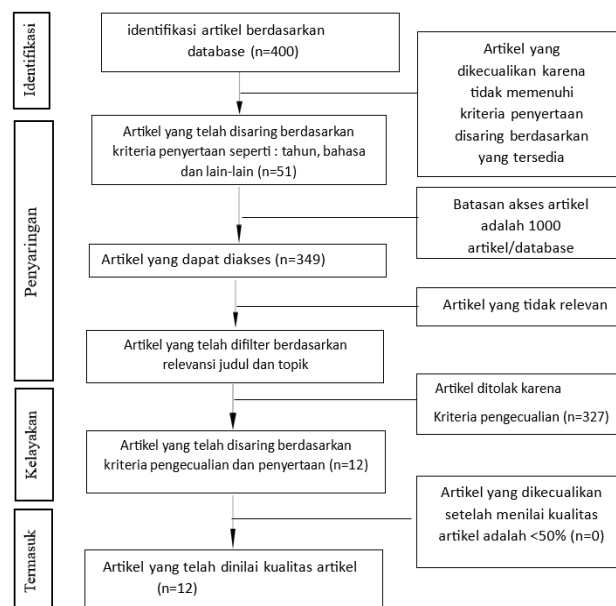 Identifikasi
identifikasi artikel berdasarkan
database (n=400)
Artikel yang
dikecualikan karena
tidak memenuhi
kriteria penyertaan
disaring berdasarkan
yang tersedia
Penyaringan
Artikel yang telah disaring berdasarkan
kriteria penyertaan seperti : tahun, bahasa
dan lain-lain (n=51)
Batasan akses artikel
adalah 1000
artikel/database
Artikel yang dapat diakses (n=349)
Artikel yang tidak relevan
Artikel yang telah difilter berdasarkan
relevansi judul dan topik
Artikel ditolak karena
Kriteria pengecualian (n=327)
Kelayakan
Artikel yang telah disaring berdasarkan
kriteria pengecualian dan penyertaan (n=12)
Artikel yang dikecualikan
setelah menilai kualitas
artikel adalah <50% (n=0)
Termasuk
Artikel yang telah dinilai kualitas artikel
(n=12)